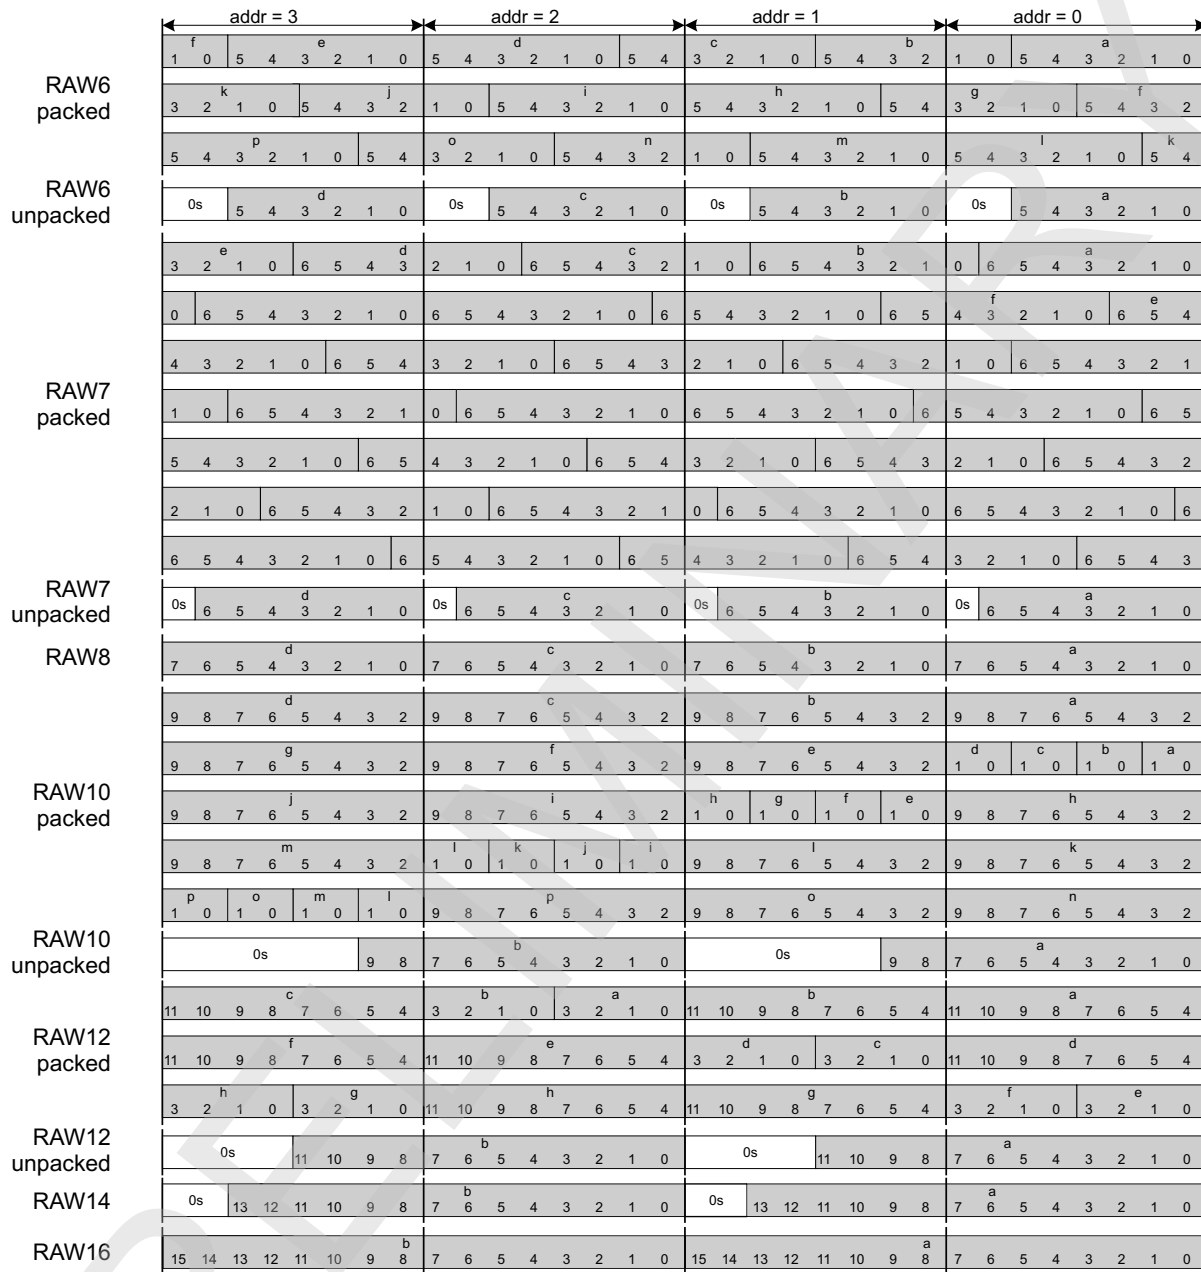 addr = 3 addr = 2 addr = 1 addr = 0
f e d c b a
1 0 5 4 3 2 1 0 5 4 3 2 1 0 5 4 3 2 1 0 5 4 3 2 1 0 5 4 3 2 1 0
RAW6 packed
k j i h g f
3 2 1 0 5 4 3 2 1 0 5 4 3 2 1 0 5 4 3 2 1 0 5 4 3 2 1 0 5 4 3 2
p o n m l k
5 4 3 2 1 0 5 4 3 2 1 0 5 4 3 2 1 0 5 4 3 2 1 0 5 4 3 2 1 0 5 4
RAW6 unpacked
d c b a
0s 5 4 3 2 1 0 0s 5 4 3 2 1 0 0s 5 4 3 2 1 0 0s 5 4 3 2 1 0
e d c b a
3 2 1 0 6 5 4 3 2 1 0 6 5 4 3 2 1 0 6 5 4 3 2 1 0 6 5 4 3 2 1 0
f e
0 6 5 4 3 2 1 0 6 5 4 3 2 1 0 6 5 4 3 2 1 0 6 5 4 3 2 1 0 6 5 4
4 3 2 1 0 6 5 4 3 2 1 0 6 5 4 3 2 1 0 6 5 4 3 2 1 0 6 5 4 3 2 1
RAW7 packed
1 0 6 5 4 3 2 1 0 6 5 4 3 2 1 0 6 5 4 3 2 1 0 6 5 4 3 2 1 0 6 5
5 4 3 2 1 0 6 5 4 3 2 1 0 6 5 4 3 2 1 0 6 5 4 3 2 1 0 6 5 4 3 2
2 1 0 6 5 4 3 2 1 0 6 5 4 3 2 1 0 6 5 4 3 2 1 0 6 5 4 3 2 1 0 6
6 5 4 3 2 1 0 6 5 4 3 2 1 0 6 5 4 3 2 1 0 6 5 4 3 2 1 0 6 5 4 3
RAW7 unpacked
d c b a
0s 6 5 4 3 2 1 0 0s 6 5 4 3 2 1 0 0s 6 5 4 3 2 1 0 0s 6 5 4 3 2 1 0
RAW8
d c b a
7 6 5 4 3 2 1 0 7 6 5 4 3 2 1 0 7 6 5 4 3 2 1 0 7 6 5 4 3 2 1 0
d c b a
9 8 7 6 5 4 3 2 9 8 7 6 5 4 3 2 9 8 7 6 5 4 3 2 9 8 7 6 5 4 3 2
g f e d c b a
9 8 7 6 5 4 3 2 9 8 7 6 5 4 3 2 9 8 7 6 5 4 3 2 1 0 1 0 1 0 1 0
RAW10 packed
j i h g f e h
9 8 7 6 5 4 3 2 9 8 7 6 5 4 3 2 1 0 1 0 1 0 1 0 9 8 7 6 5 4 3 2
m l k j i l k
9 8 7 6 5 4 3 2 1 0 1 0 1 0 1 0 9 8 7 6 5 4 3 2 9 8 7 6 5 4 3 2
p o m l p o n
1 0 1 0 1 0 1 0 9 8 7 6 5 4 3 2 9 8 7 6 5 4 3 2 9 8 7 6 5 4 3 2
RAW10 unpacked
b a
0s 9 8 7 6 5 4 3 2 1 0 0s 9 8 7 6 5 4 3 2 1 0
c b a b a
11 10 9 8 7 6 5 4 3 2 1 0 3 2 1 0 11 10 9 8 7 6 5 4 11 10 9 8 7 6 5 4
RAW12 packed
f e d c d
11 10 9 8 7 6 5 4 11 10 9 8 7 6 5 4 3 2 1 0 3 2 1 0 11 10 9 8 7 6 5 4
h g h g f e
3 2 1 0 3 2 1 0 11 10 9 8 7 6 5 4 11 10 9 8 7 6 5 4 3 2 1 0 3 2 1 0
RAW12 unpacked
b a
0s 11 10 9 8 7 6 5 4 3 2 1 0 0s 11 10 9 8 7 6 5 4 3 2 1 0
RAW14
b a
0s 13 12 11 10 9 8 7 6 5 4 3 2 1 0 0s 13 12 11 10 9 8 7 6 5 4 3 2 1 0
RAW16
b a
15 14 13 12 11 10 9 8 7 6 5 4 3 2 1 0 15 14 13 12 11 10 9 8 7 6 5 4 3 2 1 0
PRELIMINARY